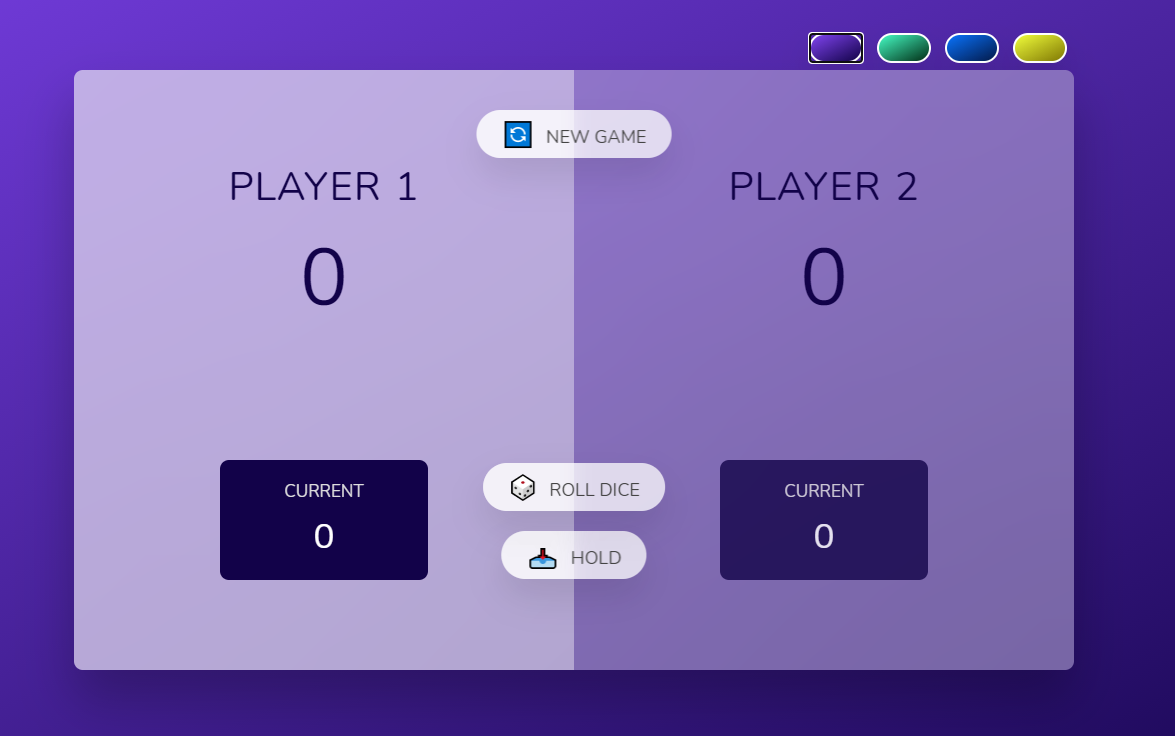 NEW GAME
PLAYER 1
0
PLAYER 2
0
CURRENT
0
ROLL DICE
HOLD
CURRENT
0